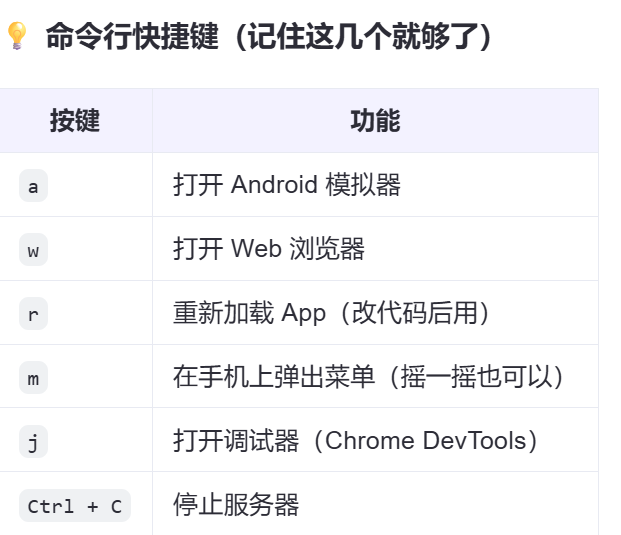 💡 命令行快捷键（记住这几个就够了）
按键 功能
a 打开 Android 模拟器
w 打开 Web 浏览器
r 重新加载 App（改代码后用）
m 在手机上弹出菜单（摇一摇也可以）
j 打开调试器（Chrome DevTools）
Ctrl + C 停止服务器